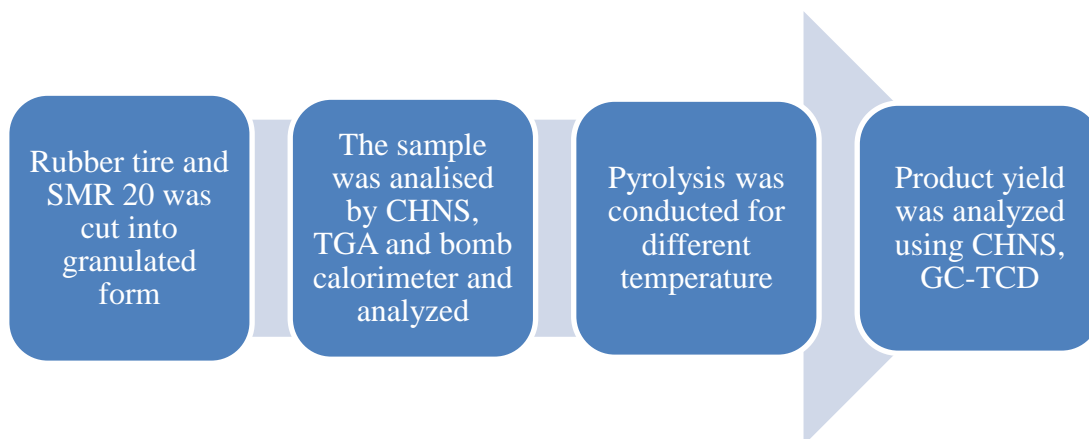 Rubber tire and
SMR 20 was
cut into
granulated
form
The sample
was analised
by CHNS,
TGA and bomb
calorimeter and
analyzed
Pyrolysis was
conducted for
different
temperature
Product yield
was analyzed
using CHNS,
GC-TCD